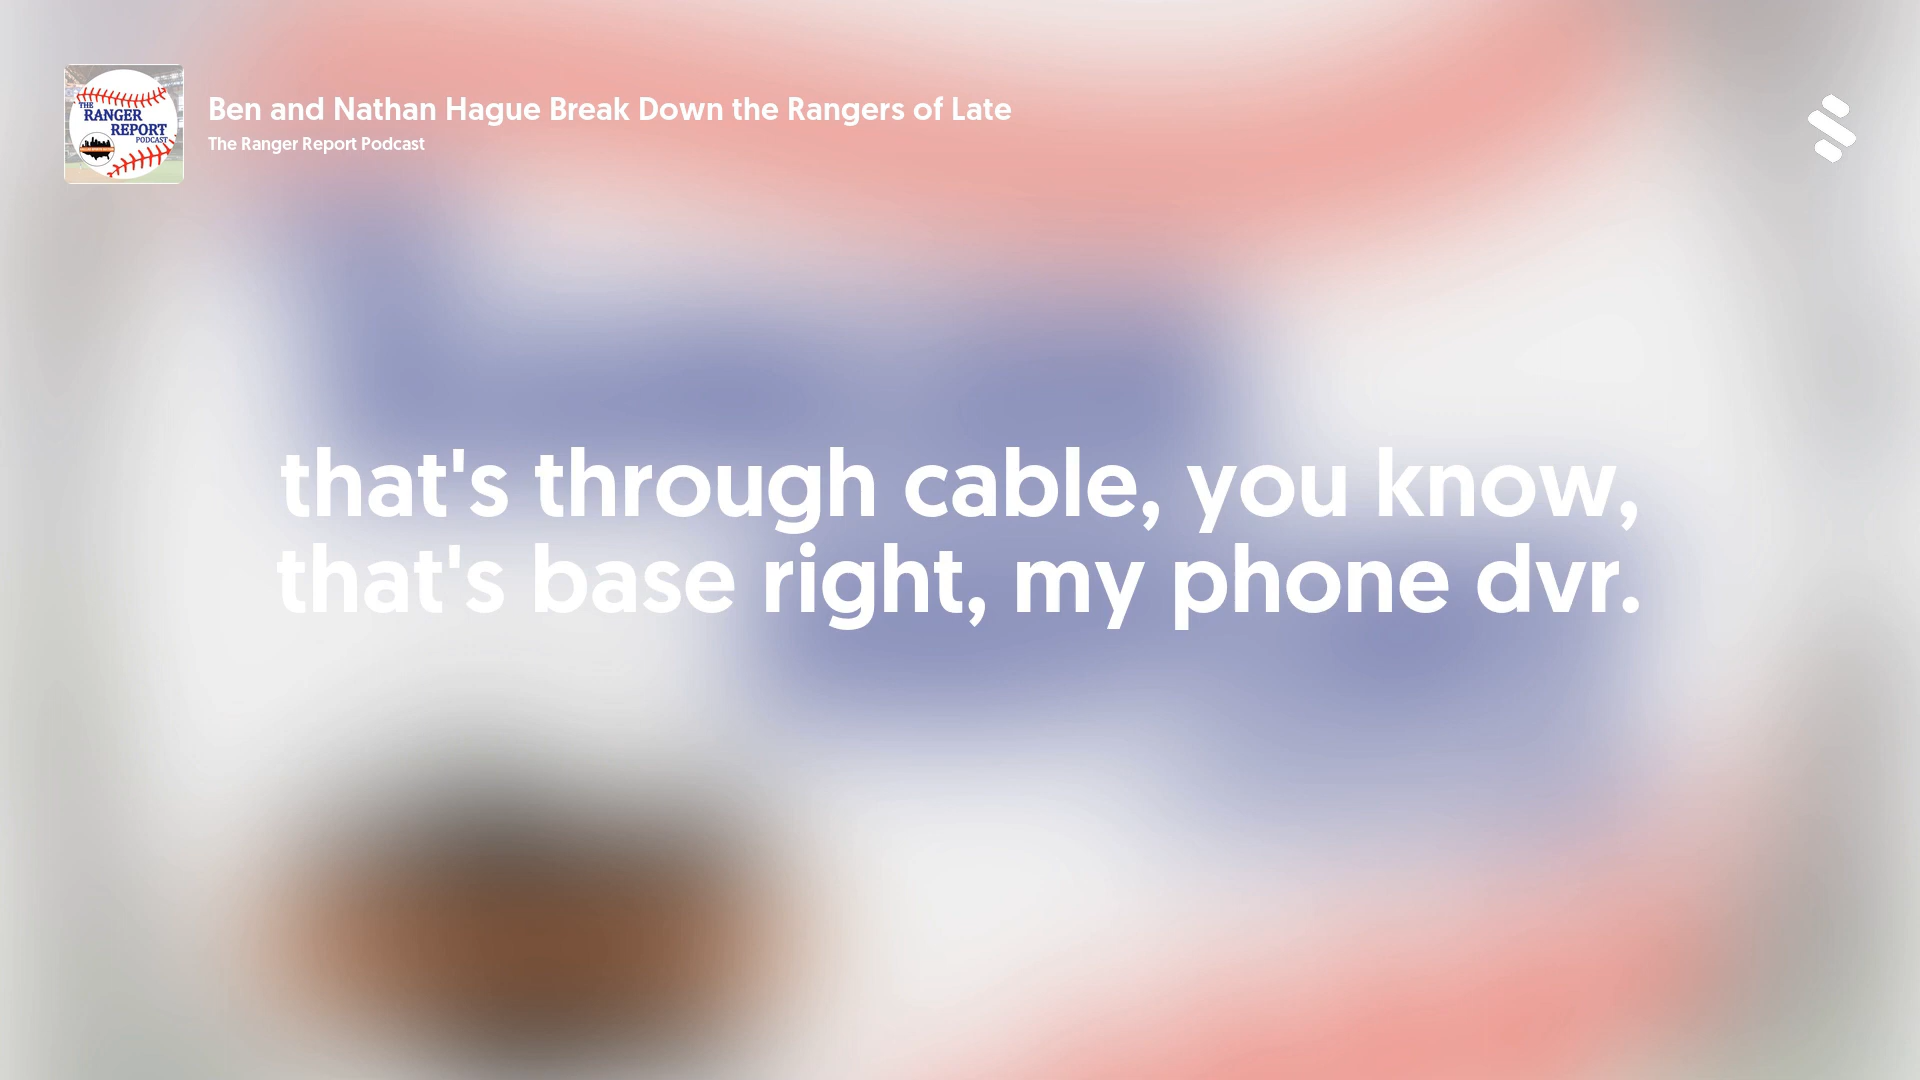 Ben and Nathan Hague Break Down the Rangers of Late
The Ranger Report Podcast
THE
RANGER
REPORT
PODCAST
that's through cable, you know,
that's base right, my phone dvr.